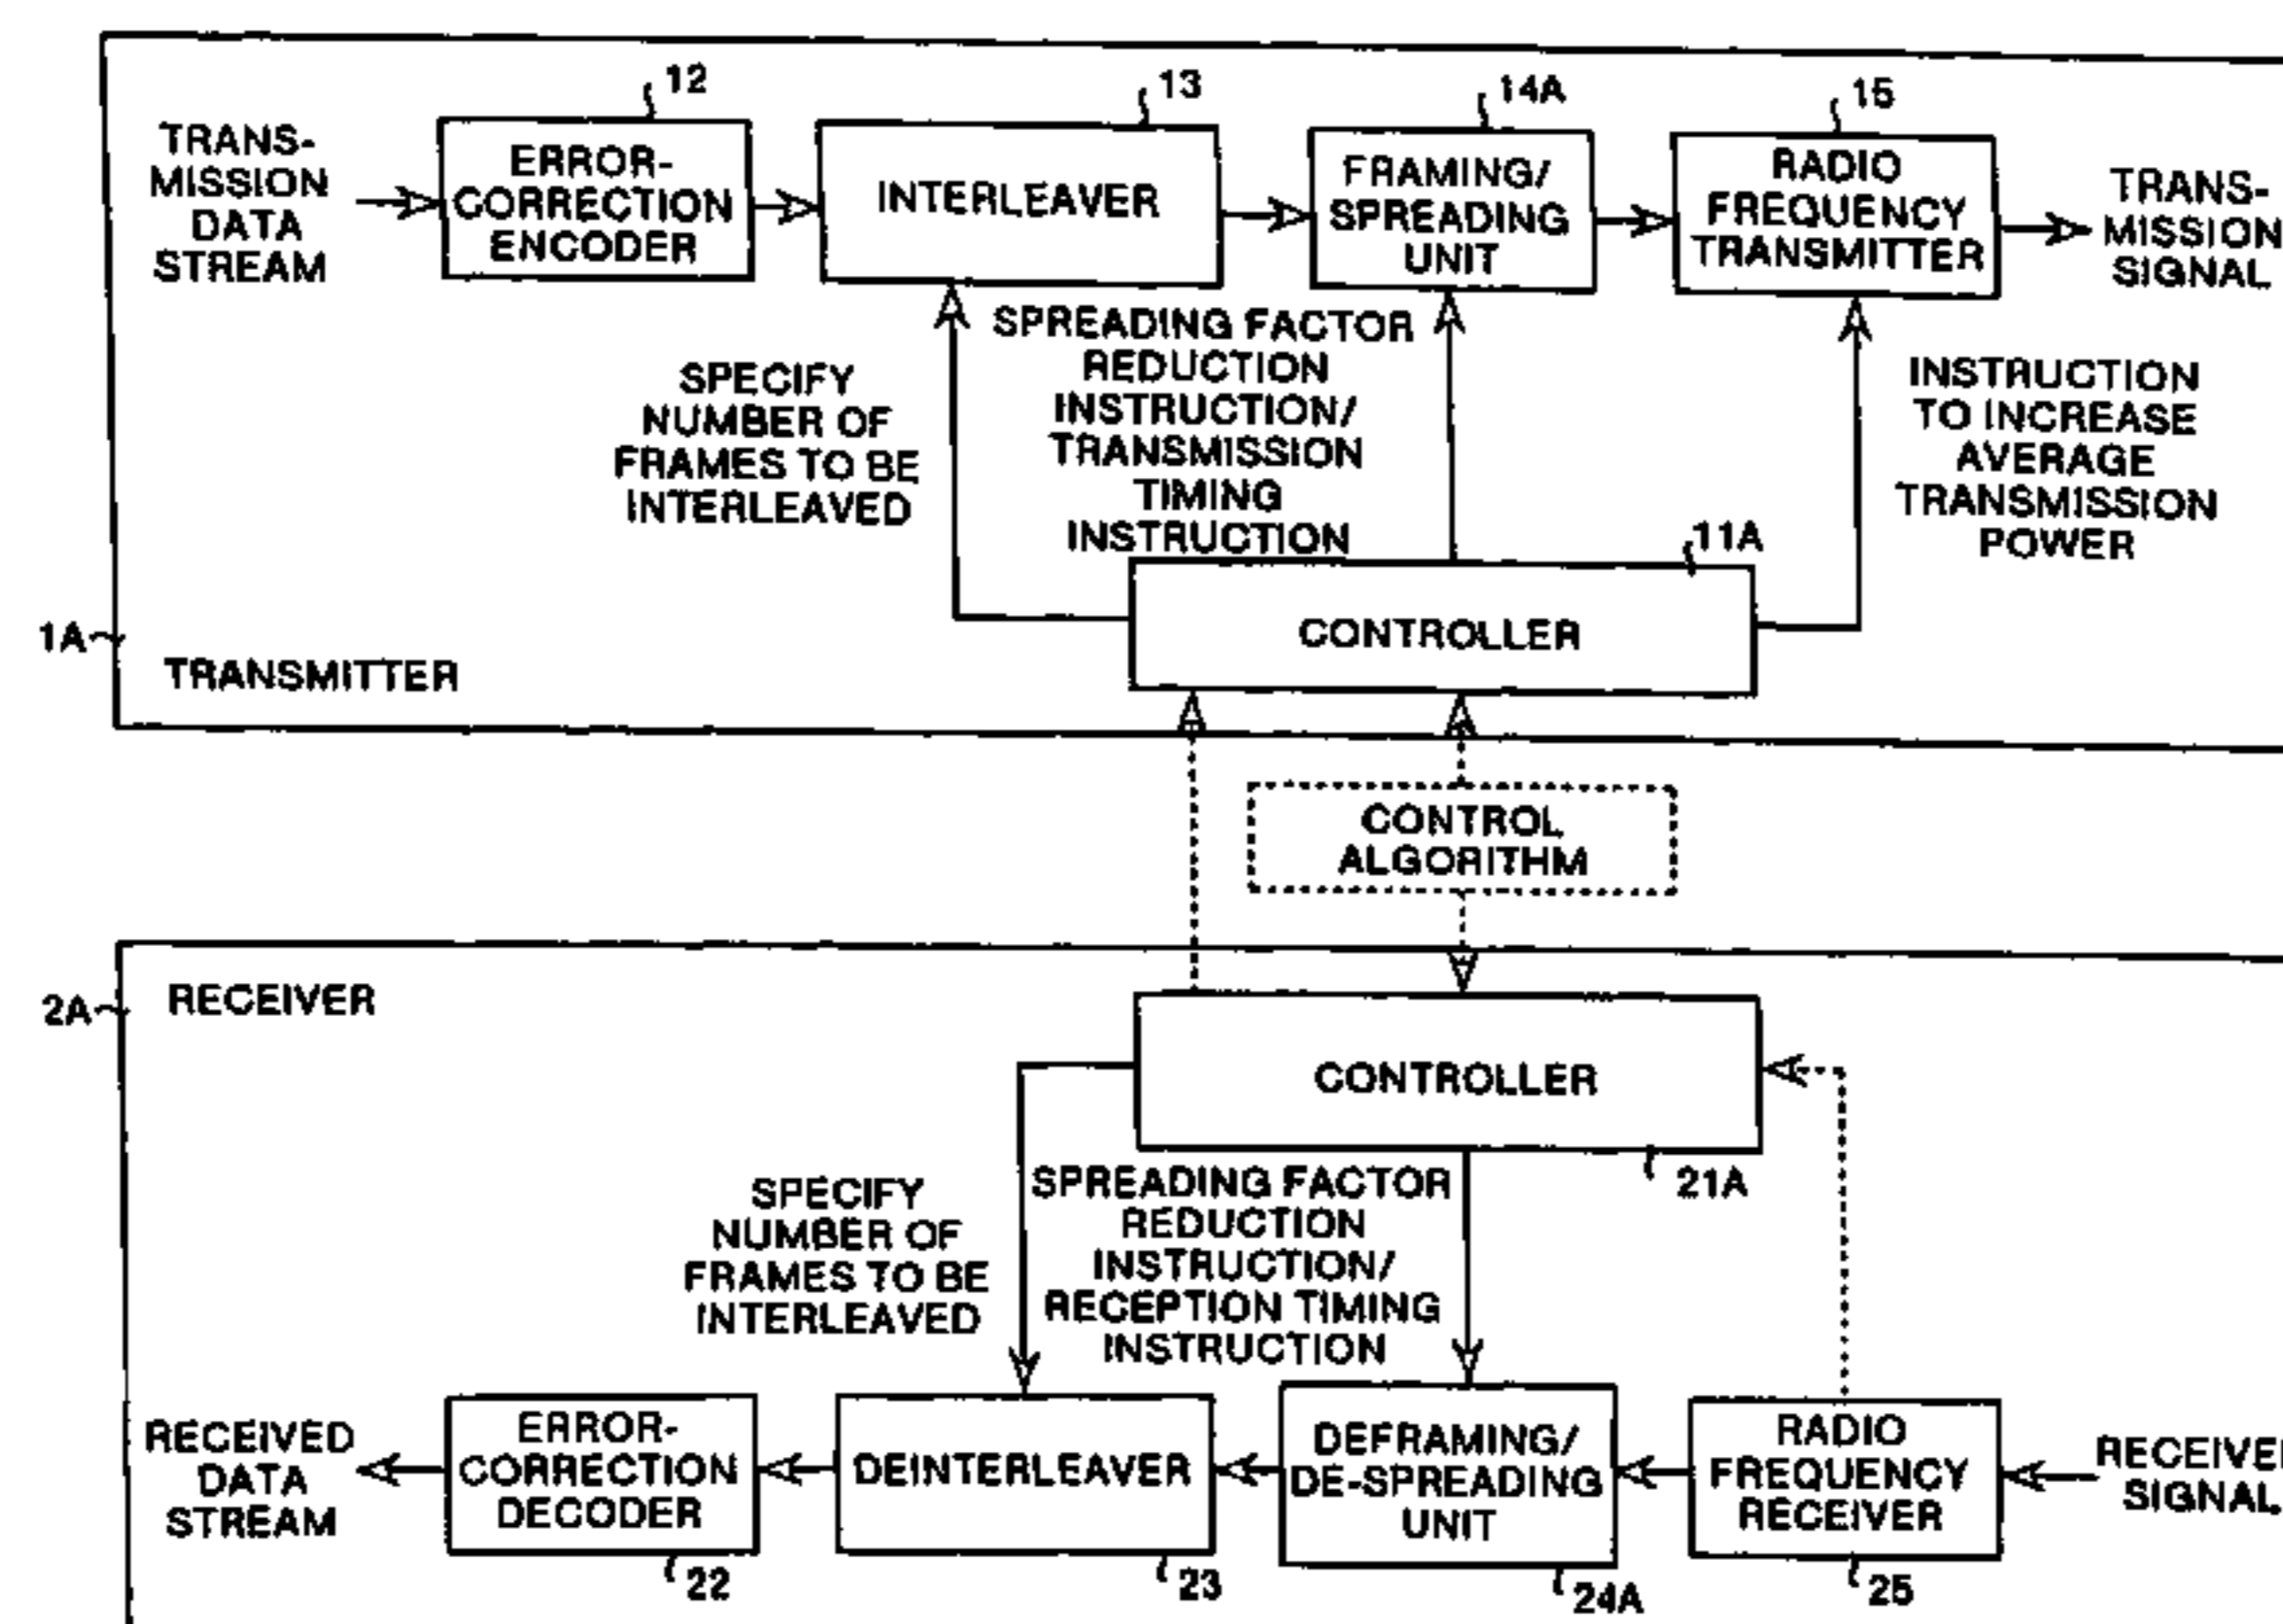 12
13
14A
15
TRANS-
MISSION
DATA
STREAM
ERROR-
CORRECTION
ENCODER
INTERLEAVER
FRAMING/
SPREADING
UNIT
RADIO
FREQUENCY
TRANSMITTER
TRANS-
MISSION
SIGNAL
SPECIFY
NUMBER OF
FRAMES TO BE
INTERLEAVED
SPREADING FACTOR
REDUCTION
INSTRUCTION/
TRANSMISSION
TIMING
INSTRUCTION
INSTRUCTION
TO INCREASE
AVERAGE
TRANSMISSION
POWER
11A
CONTROLLER
1A
TRANSMITTER
CONTROL
ALGORITHM
2A
RECEIVER
CONTROLLER
21A
SPECIFY
NUMBER OF
FRAMES TO BE
INTERLEAVED
SPREADING FACTOR
REDUCTION
INSTRUCTION/
RECEPTION TIMING
INSTRUCTION
RECEIVED
DATA
STREAM
ERROR-
CORRECTION
DECODER
DEINTERLEAVER
DEFRAMING/
DE-SPREADING
UNIT
RADIO
FREQUENCY
RECEIVER
RECEIVE
SIGNAL
22
23
24A
25